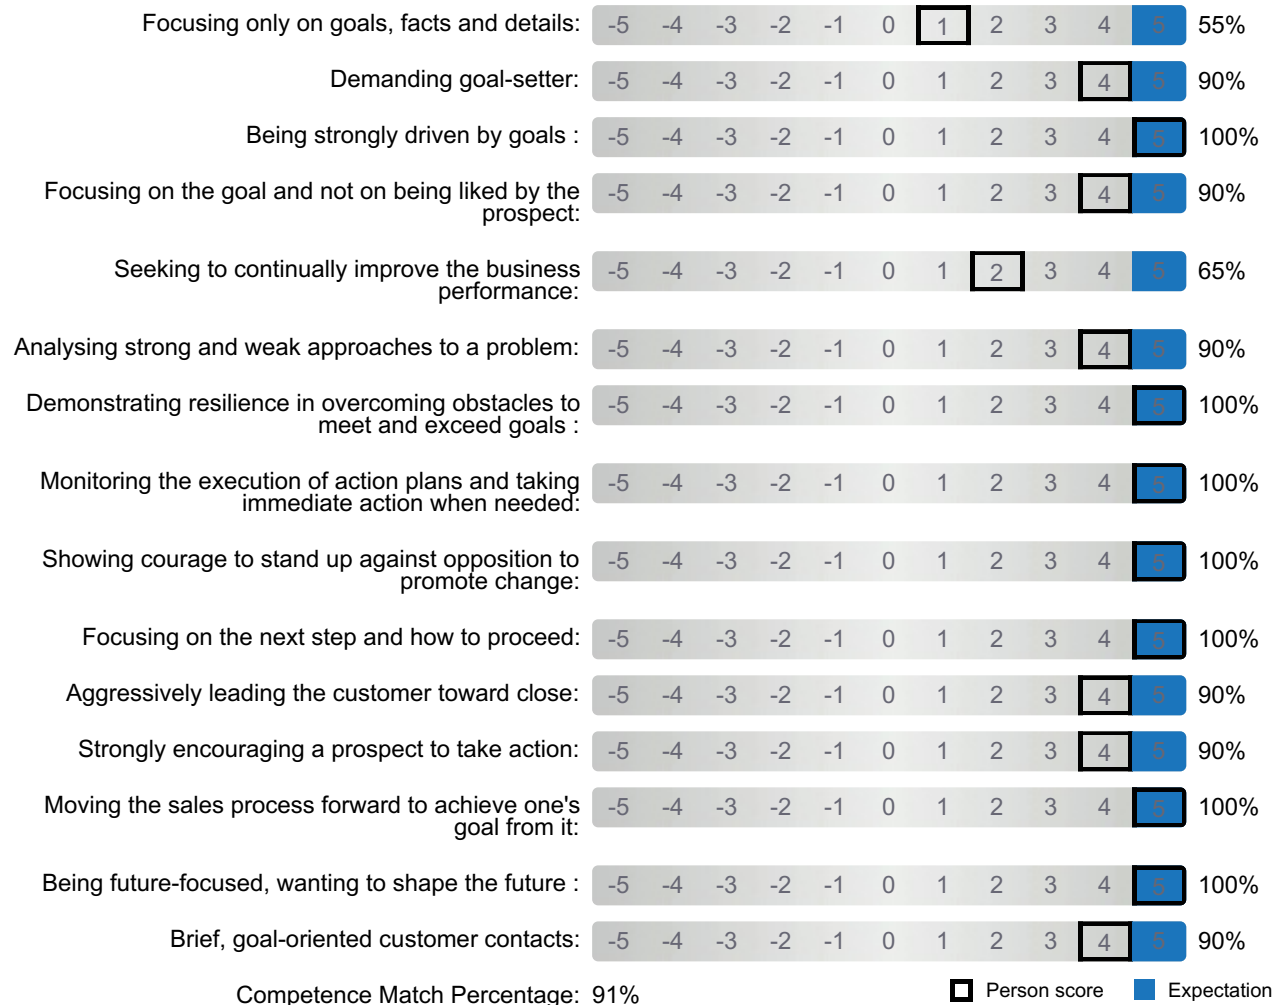 Focusing only on goals, facts and details: -5 -4 -3 -2 -1 0 1 2 3 4 5 55%
Demanding goal-setter: -5 -4 -3 -2 -1 0 1 2 3 4 5 90%
Being strongly driven by goals : -5 -4 -3 -2 -1 0 1 2 3 4 5 100%
Focusing on the goal and not on being liked by the
prospect: -5 -4 -3 -2 -1 0 1 2 3 4 5 90%
Seeking to continually improve the business
performance: -5 -4 -3 -2 -1 0 1 2 3 4 5 65%
Analysing strong and weak approaches to a problem: -5 -4 -3 -2 -1 0 1 2 3 4 5 90%
Demonstrating resilience in overcoming obstacles to
meet and exceed goals : -5 -4 -3 -2 -1 0 1 2 3 4 5 100%
Monitoring the execution of action plans and taking
immediate action when needed: -5 -4 -3 -2 -1 0 1 2 3 4 5 100%
Showing courage to stand up against opposition to
promote change: -5 -4 -3 -2 -1 0 1 2 3 4 5 100%
Focusing on the next step and how to proceed: -5 -4 -3 -2 -1 0 1 2 3 4 5 100%
Aggressively leading the customer toward close: -5 -4 -3 -2 -1 0 1 2 3 4 5 90%
Strongly encouraging a prospect to take action: -5 -4 -3 -2 -1 0 1 2 3 4 5 90%
Moving the sales process forward to achieve one's
goal from it: -5 -4 -3 -2 -1 0 1 2 3 4 5 100%
Being future-focused, wanting to shape the future : -5 -4 -3 -2 -1 0 1 2 3 4 5 100%
Brief, goal-oriented customer contacts: -5 -4 -3 -2 -1 0 1 2 3 4 5 90%
Competence Match Percentage: 91% Person score Expectation